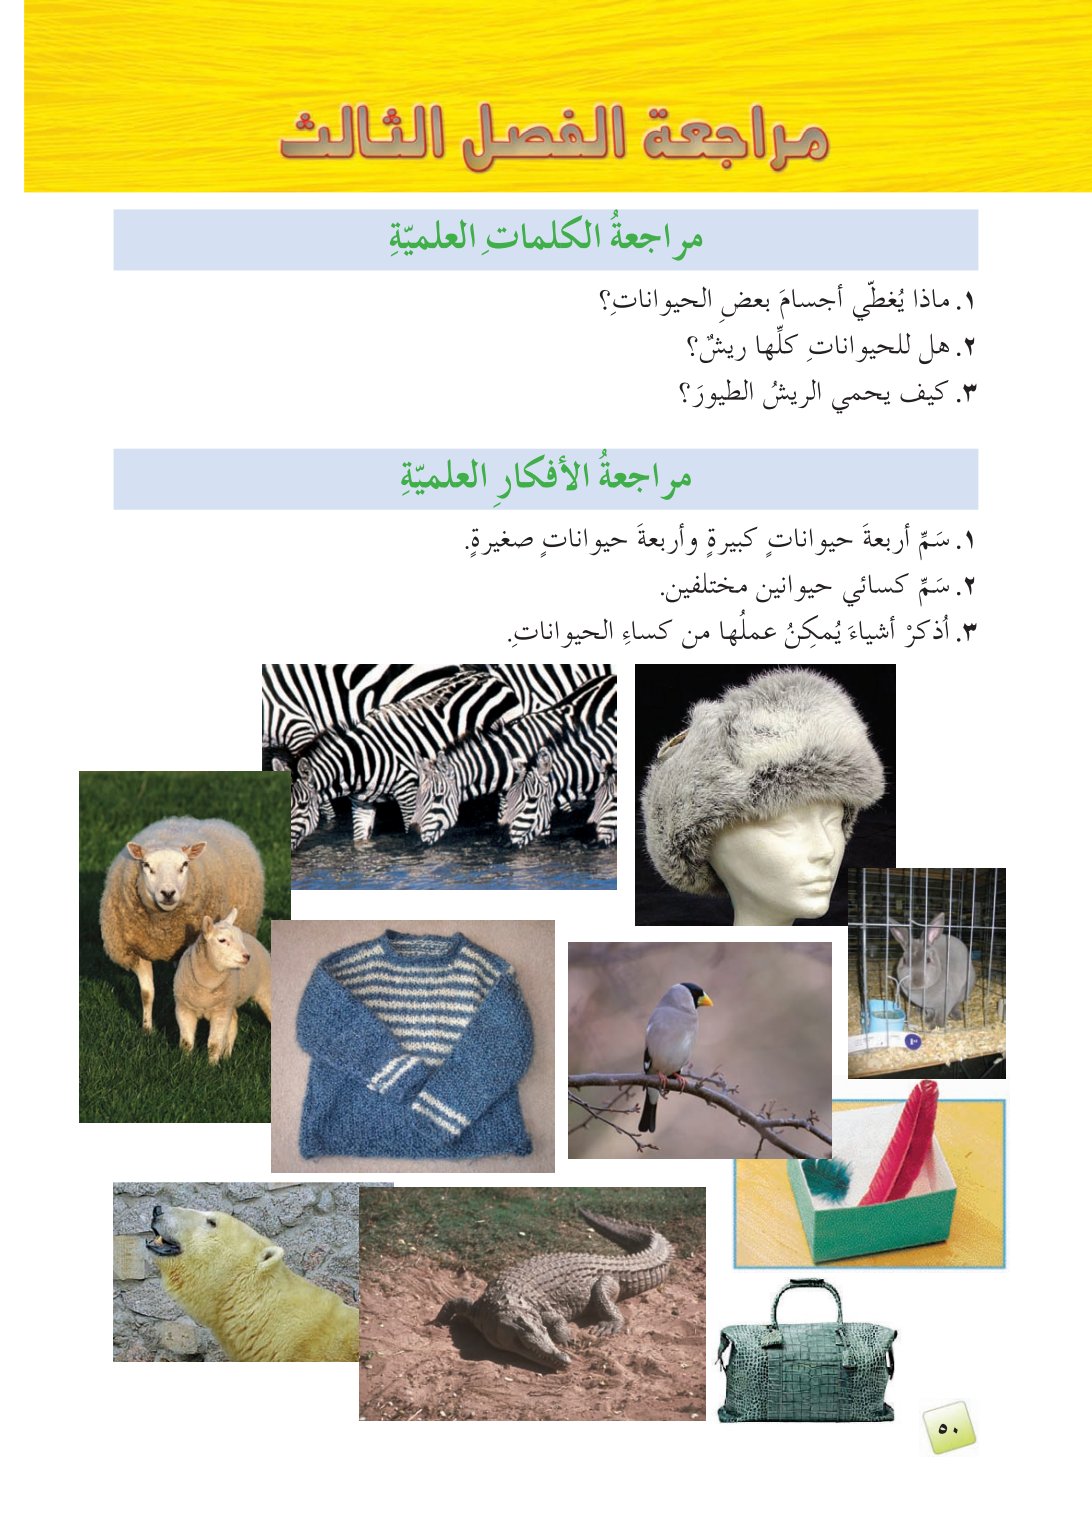 مراجعة الفصل الثالث
مراجعةُ الكلماتِ العلميّةِ
١. ماذا يُغطّي أجسامَ بعضِ الحيواناتِ؟
٢. هل للحيواناتِ كلِّها ريشٌ؟
٣. كيف يحمي الريشُ الطيورَ؟
مراجعةُ الأفكارِ العلميّةِ
١. سَمِّ أربعةَ حيواناتٍ كبيرةٍ وأربعةَ حيواناتٍ صغيرةٍ.
٢. سَمِّ كسائي حيوانين مختلفين.
٣. اُذكرْ أشياءَ يُمكِنُ عملُها من كساءِ الحيواناتِ.
٥٠